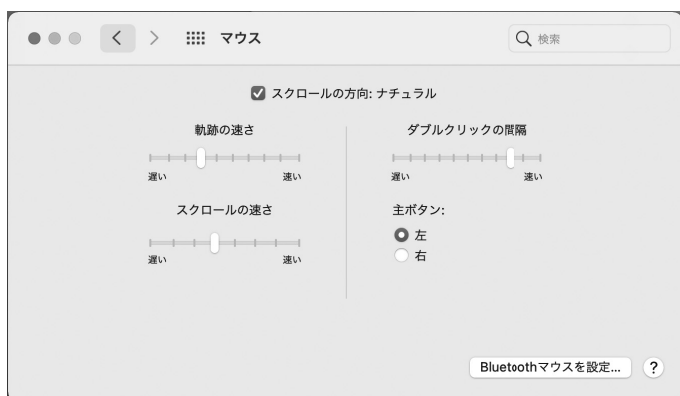 マウス
検索
スクロールの方向: ナチュラル
軌跡の速さ
遅い 速い
スクロールの速さ
遅い 速い
ダブルクリックの間隔
遅い 速い
主ボタン:
左
右
Bluetoothマウスを設定...
?